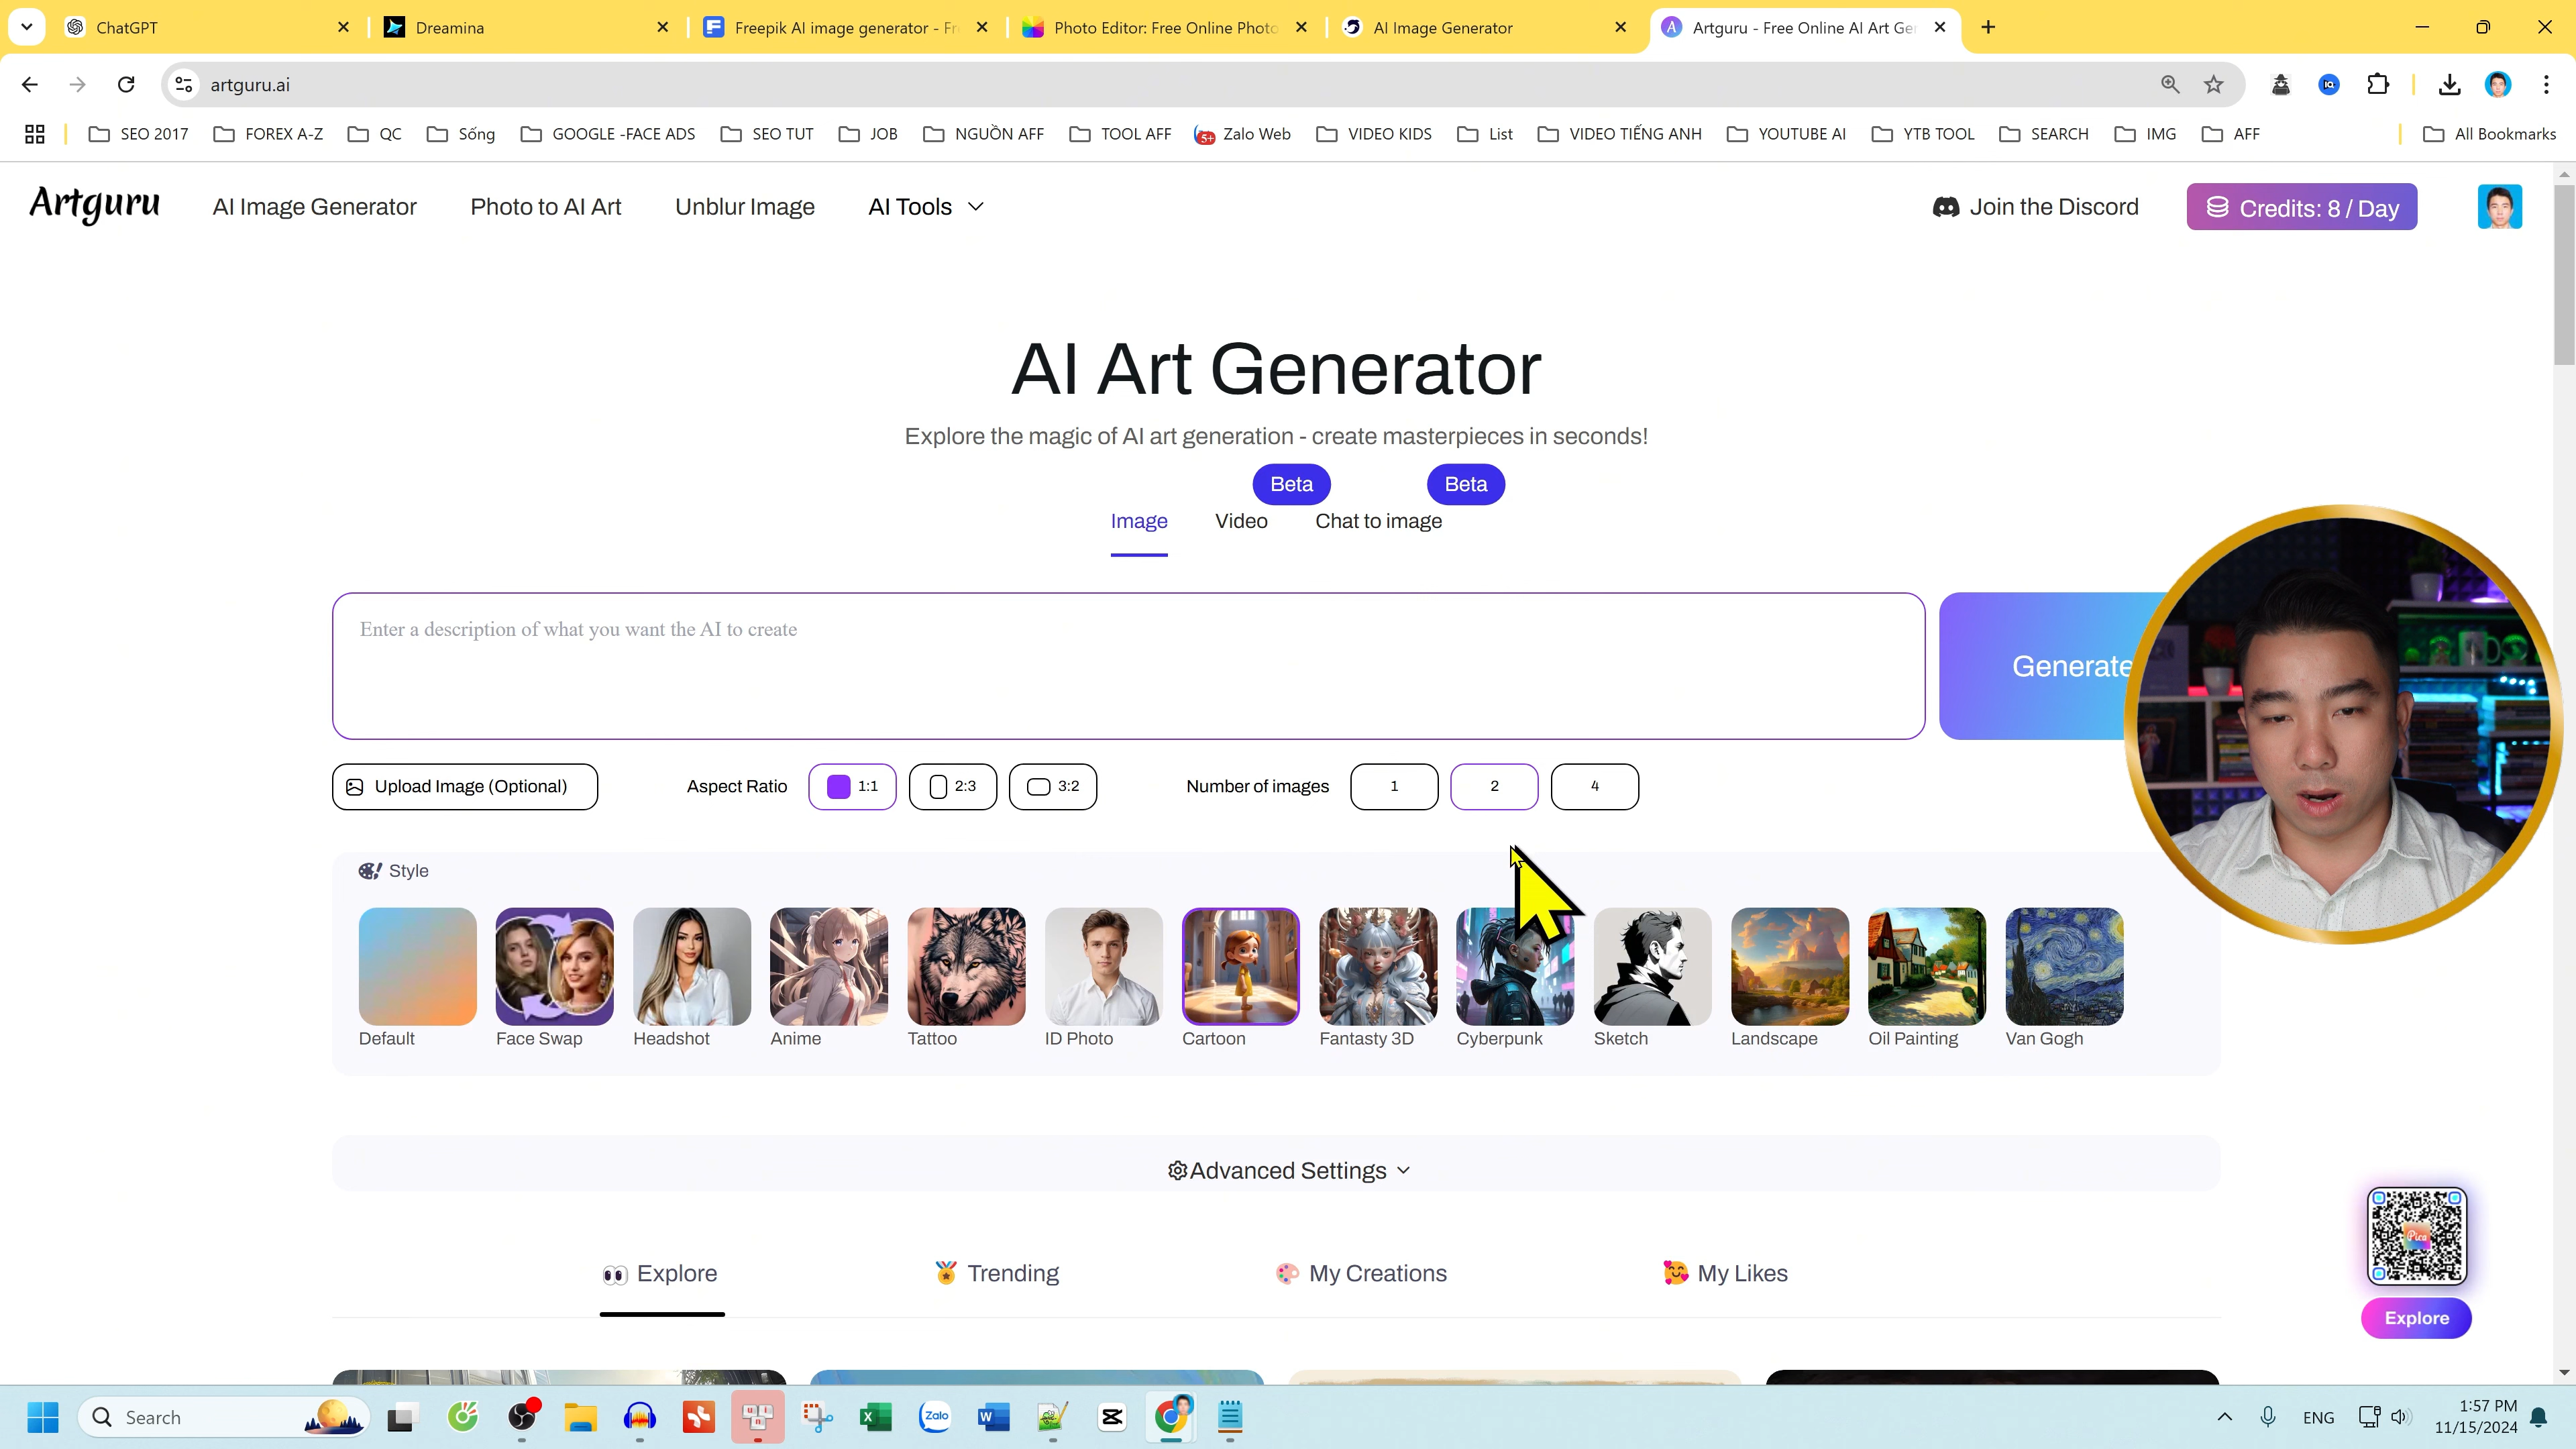 ChatGPT
Dreamina
Freepik AI image generator - Fr
Photo Editor: Free Online Photo
AI Image Generator
Artguru - Free Online AI Art Ge
artguru.ai
SEO 2017
FOREX A-Z
QC
Sống
GOOGLE -FACE ADS
SEO TUT
JOB
NGUỒN AFF
TOOL AFF
5+
Zalo Web
VIDEO KIDS
List
VIDEO TIẾNG ANH
YOUTUBE AI
YTB TOOL
SEARCH
IMG
AFF
All Bookmarks
Artguru
AI Image Generator
Photo to AI Art
Unblur Image
AI Tools
Join the Discord
Credits: 8 / Day
AI Art Generator
Explore the magic of AI art generation - create masterpieces in seconds!
Beta
Beta
Image
Video
Chat to image
Enter a description of what you want the AI to create
Generate
Upload Image (Optional)
Aspect Ratio
1:1
2:3
3:2
Number of images
1
2
4
Style
Default
Face Swap
Headshot
Anime
Tattoo
ID Photo
Cartoon
Fantasty 3D
Cyberpunk
Sketch
Landscape
Oil Painting
Van Gogh
Advanced Settings
Explore
Trending
My Creations
My Likes
Pica
Explore
Search
Zalo
ENG
1:57 PM
11/15/2024